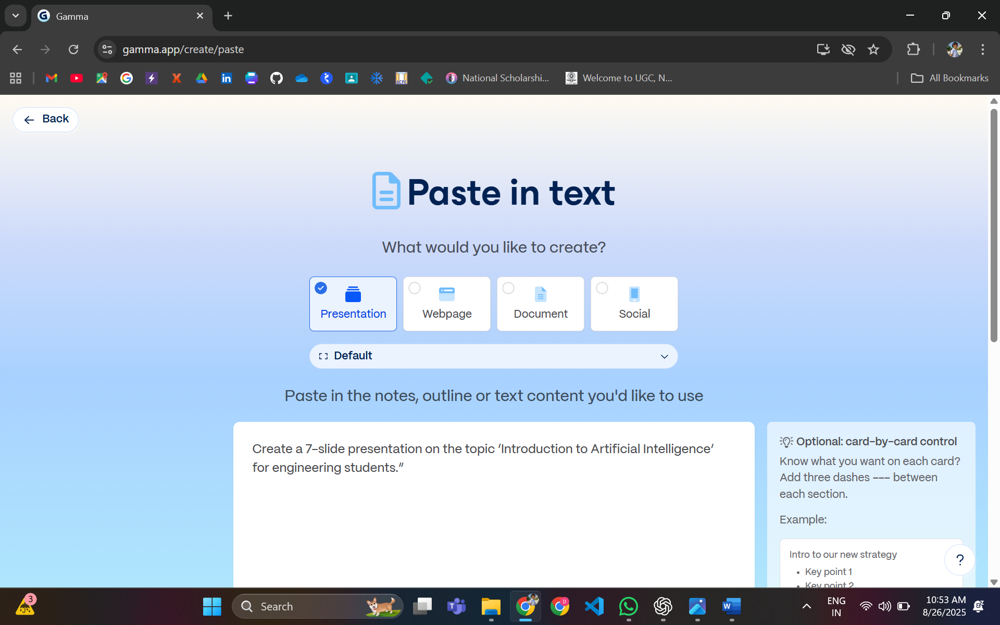 Gamma
gamma.app/create/paste
National Scholarshi...
Welcome to UGC, N...
All Bookmarks
Back
Paste in text
What would you like to create?
Presentation
Webpage
Document
Social
Default
Paste in the notes, outline or text content you'd like to use
Create a 7-slide presentation on the topic ‘Introduction to Artificial Intelligence’
for engineering students.”
Optional: card-by-card control
Know what you want on each card?
Add three dashes --- between
each section.
Example:
Intro to our new strategy
• Key point 1
• Key point 2
?
3
Search
ENG
IN
10:53 AM
8/26/2025